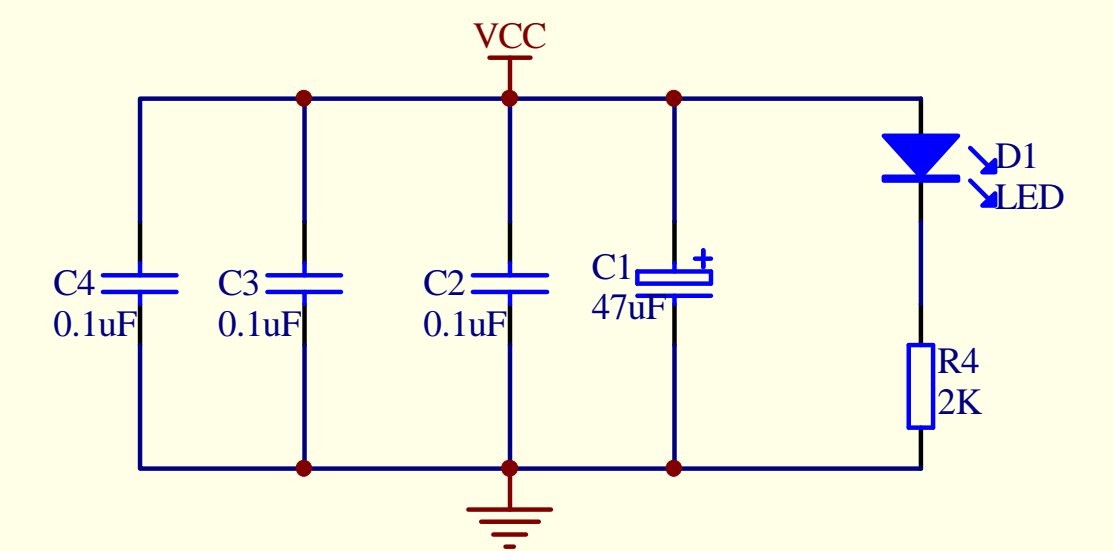 VCC
D1
LED
C4
0.1uF
C3
0.1uF
C2
0.1uF
C1
+
47uF
R4
2K